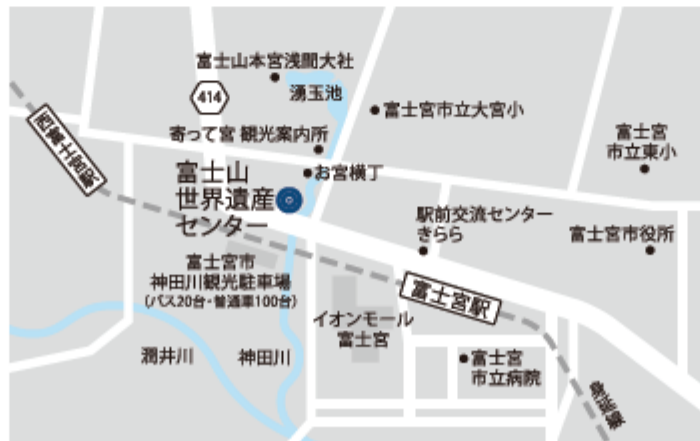 富士山本宮浅間大社
湧玉池
414
富士宮市立大宮小
寄って宮 観光案内所
富士宮
市立東小
西富士宮駅
お宮横丁
富士山
世界遺産
センター
駅前交流センター
きらら
富士宮市役所
富士宮市
神田川観光駐車場
(バス20台・普通車100台)
富士宮駅
イオンモール
富士宮
潤井川
神田川
富士宮
市立病院
身延線